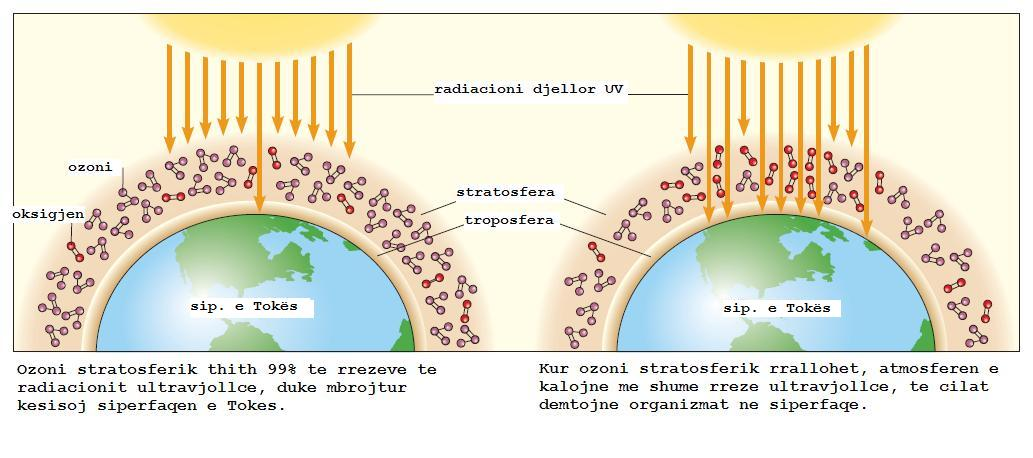 radiacioni djellor UV
ozoni
oksigjen
stratosfera
troposfera
sip. e Tokës
sip. e Tokës
Ozoni stratosferik thith 99% te rrezeve te
radiacionit ultravjollce, duke mbrojtur
kesisoj siperfaqen e Tokes.
Kur ozoni stratosferik rrallohet, atmosferen e
kalojne me shume rreze ultravjollce, te cilat
demtojne organizmat ne siperfaqe.